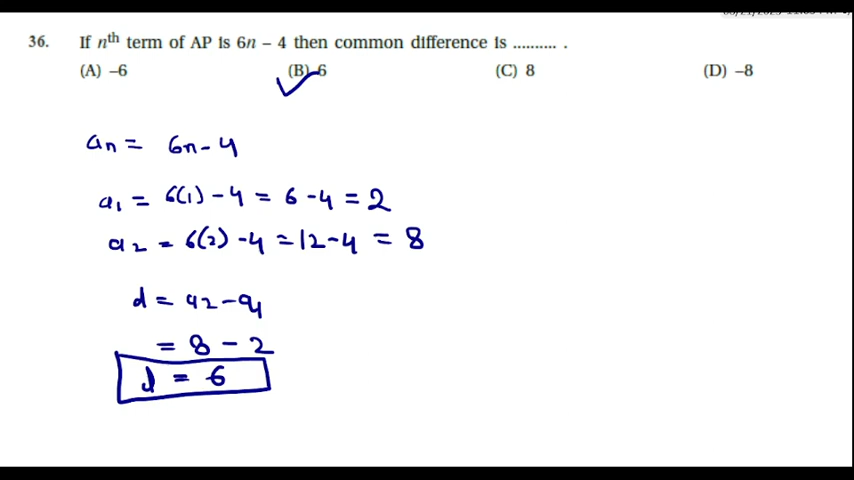 36. If nth term of AP is 6n – 4 then common difference is .......... .
(A) –6 (B) 6 (C) 8 (D) –8
an = 6n - 4
a1 = 6(1) - 4 = 6 - 4 = 2
a2 = 6(2) - 4 = 12 - 4 = 8
d = a2 - a1
= 8 - 2
d = 6